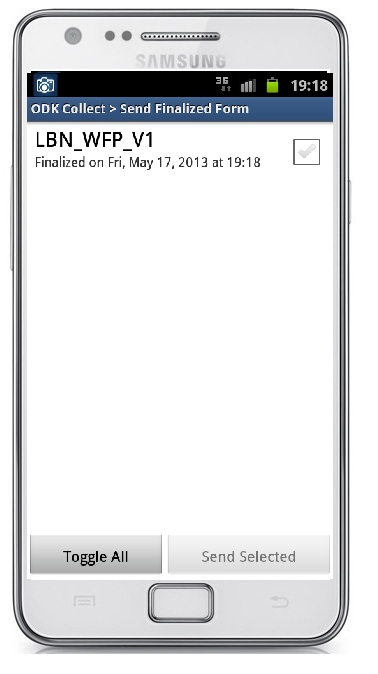 SAMSUNG
3G 19:18
ODK Collect > Send Finalized Form
LBN_WFP_V1
Finalized on Fri, May 17, 2013 at 19:18
Toggle All Send Selected